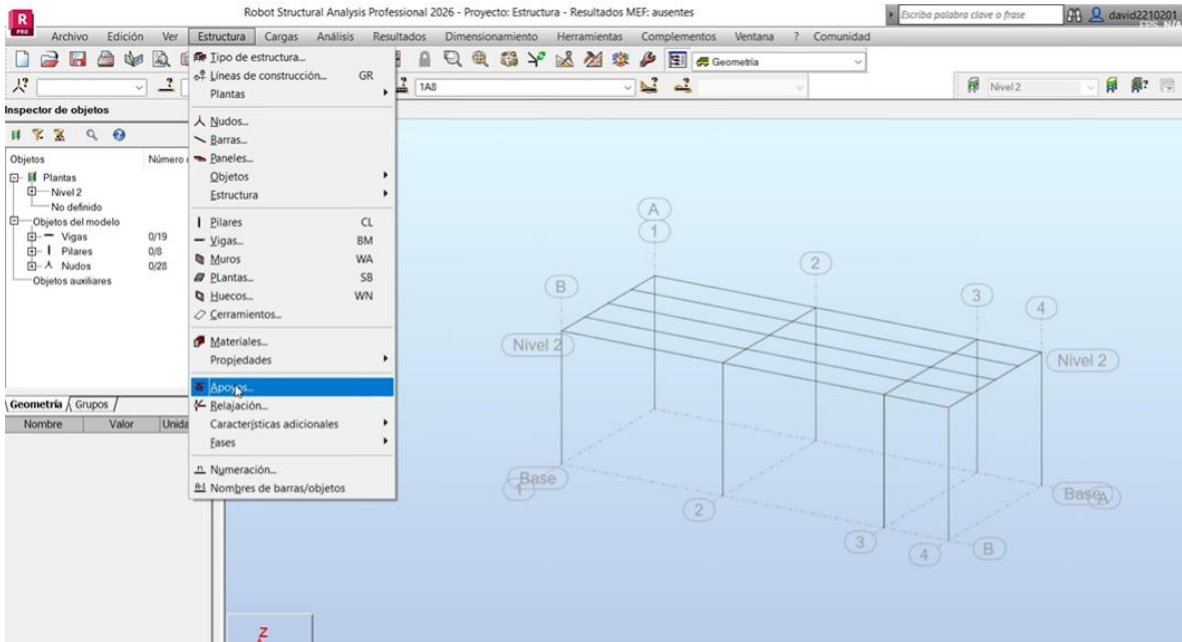 R
PRO
Robot Structural Analysis Professional 2026 - Proyecto: Estructura - Resultados MEF: ausentes
Escriba palabra clave o frase
david2210201
FPS: N/A
Archivo Edición Ver Estructura Cargas Análisis Resultados Dimensionamiento Herramientas Complementos Ventana ? Comunidad
Geometria
1A8
Nivel 2
Inspector de objetos
Objetos Número
Plantas
Nivel 2
No definido
Objetos del modelo
Vigas 0/19
Pilares 0/8
Nudos 0/28
Objetos auxiliares
Geometría Grupos
Nombre Valor Unida
Tipo de estructura...
Líneas de construcción... GR
Plantas
Nudos...
Barras...
Paneles...
Objetos
Estructura
Pilares CL
Vigas... BM
Muros WA
PLantas... SB
Huecos... WN
Cerramientos...
Materiales...
Propiedades
Apoyos...
Relajación...
Características adicionales
Fases
Numeración...
Nombres de barras/objetos
A
1
2
B
3
4
Nivel 2
Nivel 2
Base
1
Base
A
2
3
4
B
Z